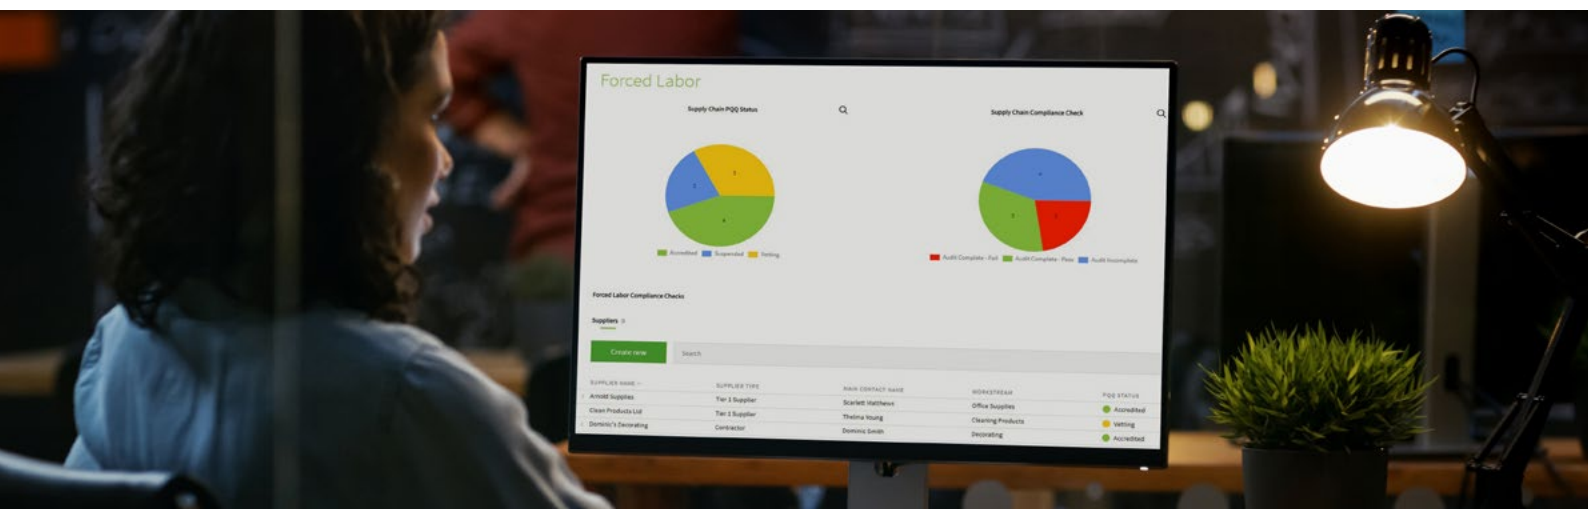 Forced Labor
Supply Chain PQQ Status
Supply Chain Compliance Check
4
Accredited Suspended Vetting
Audit Complete - Fail Audit Complete - Pass Audit Incomplete
Forced Labor Compliance Checks
Suppliers
Create new Search
SUPPLIER NAME SUPPLIER TYPE MAIN CONTACT NAME WORKSTREAM PQQ STATUS
Arnold Supplies Tier 1 Supplier Scarlett Matthews Office Supplies Accredited
Clean Products Ltd Tier 1 Supplier Thelma Young Cleaning Products Vetting
Dominic's Decorating Contractor Dominic Smith Decorating Accredited